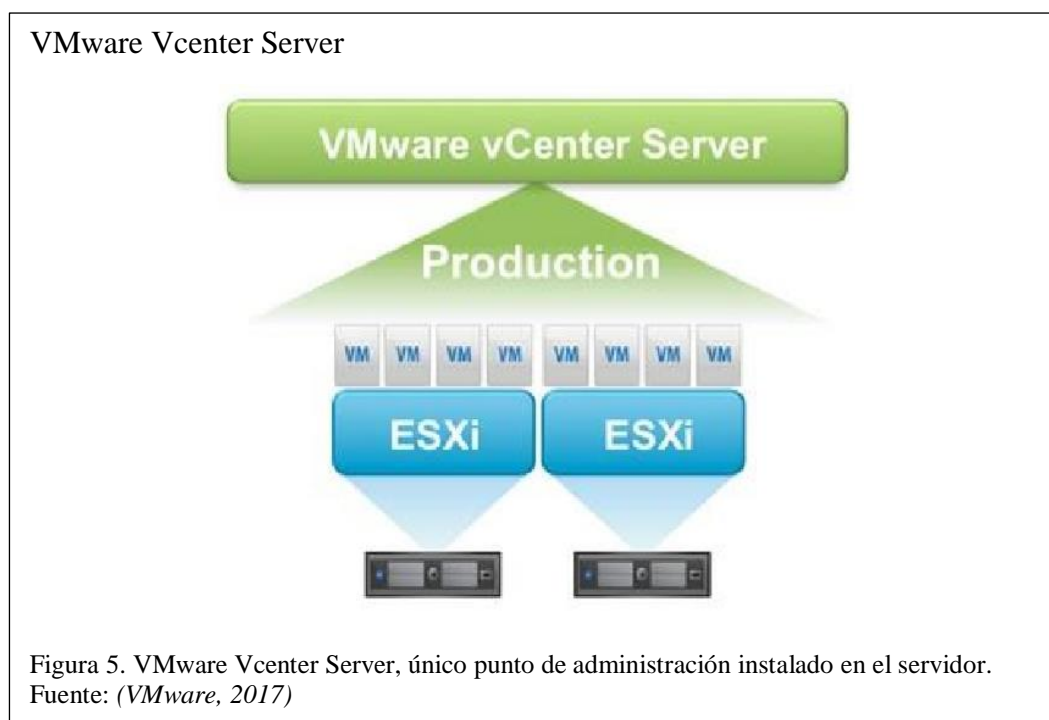 VMware Vcenter Server
VMware vCenter Server
Production
VM VM VM VM VM VM VM VM
ESXi ESXi
Figura 5. VMware Vcenter Server, único punto de administración instalado en el servidor.
Fuente: (VMware, 2017)